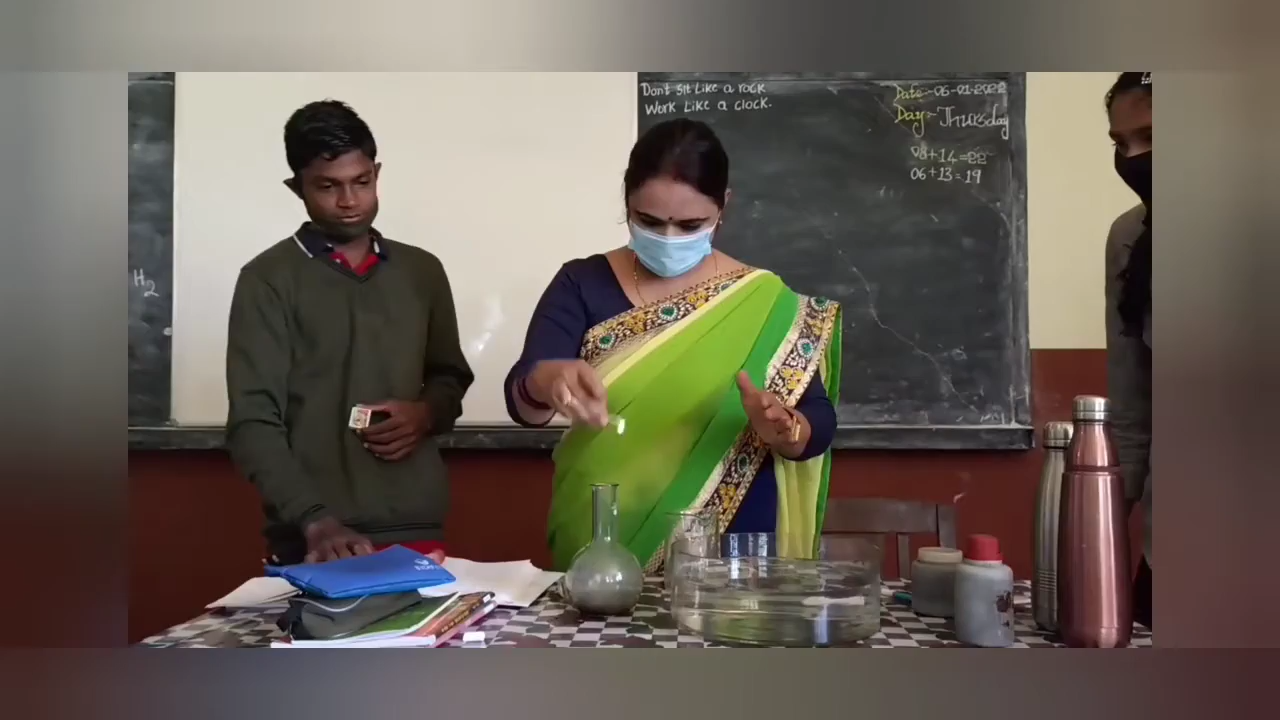 Don't Sit Like a rock
Work Like a clock.
Date:-06-01-2022
Day:-Thursday
08+14=22
06+13=19
H2